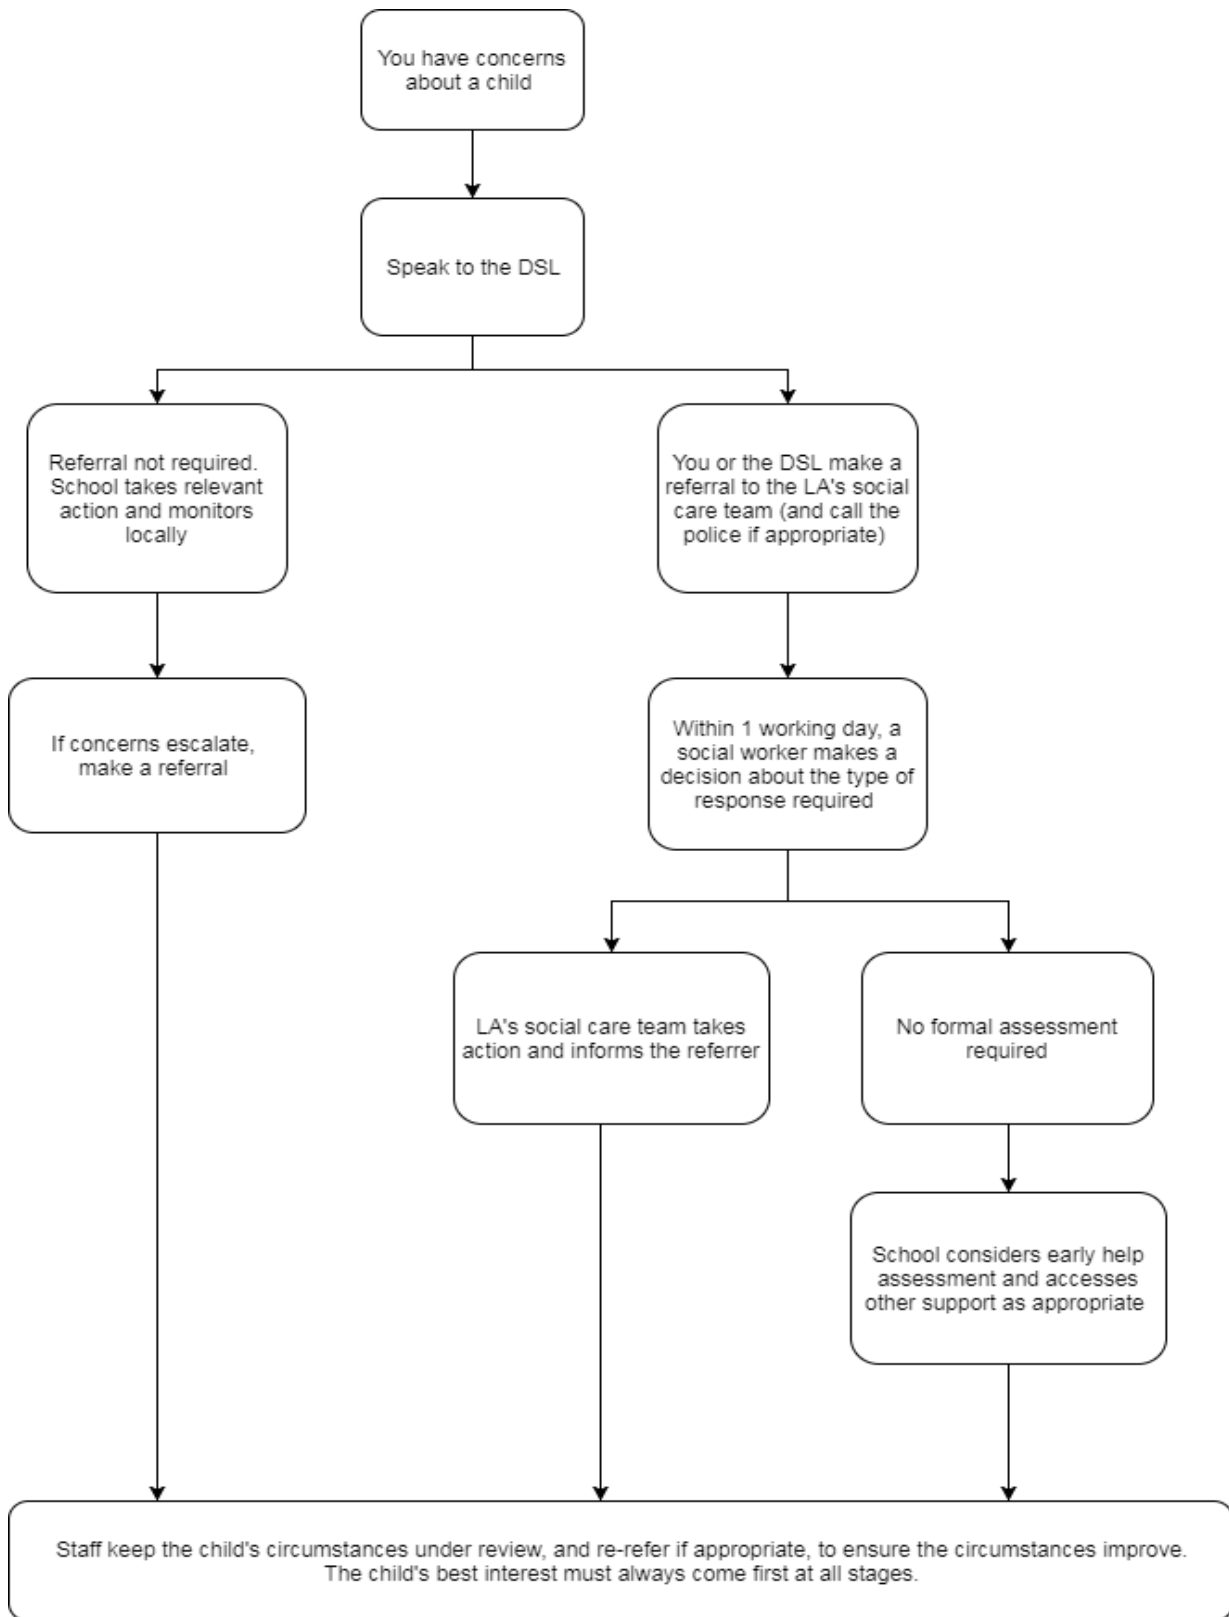 You have concerns
about a child
Speak to the DSL
Referral not required.
School takes relevant
action and monitors
locally
You or the DSL make a
referral to the LA's social
care team (and call the
police if appropriate)
If concerns escalate,
make a referral
Within 1 working day, a
social worker makes a
decision about the type of
response required
LA's social care team takes
action and informs the referrer
No formal assessment
required
School considers early help
assessment and accesses
other support as appropriate
Staff keep the child's circumstances under review, and re-refer if appropriate, to ensure the circumstances improve.
The child's best interest must always come first at all stages.